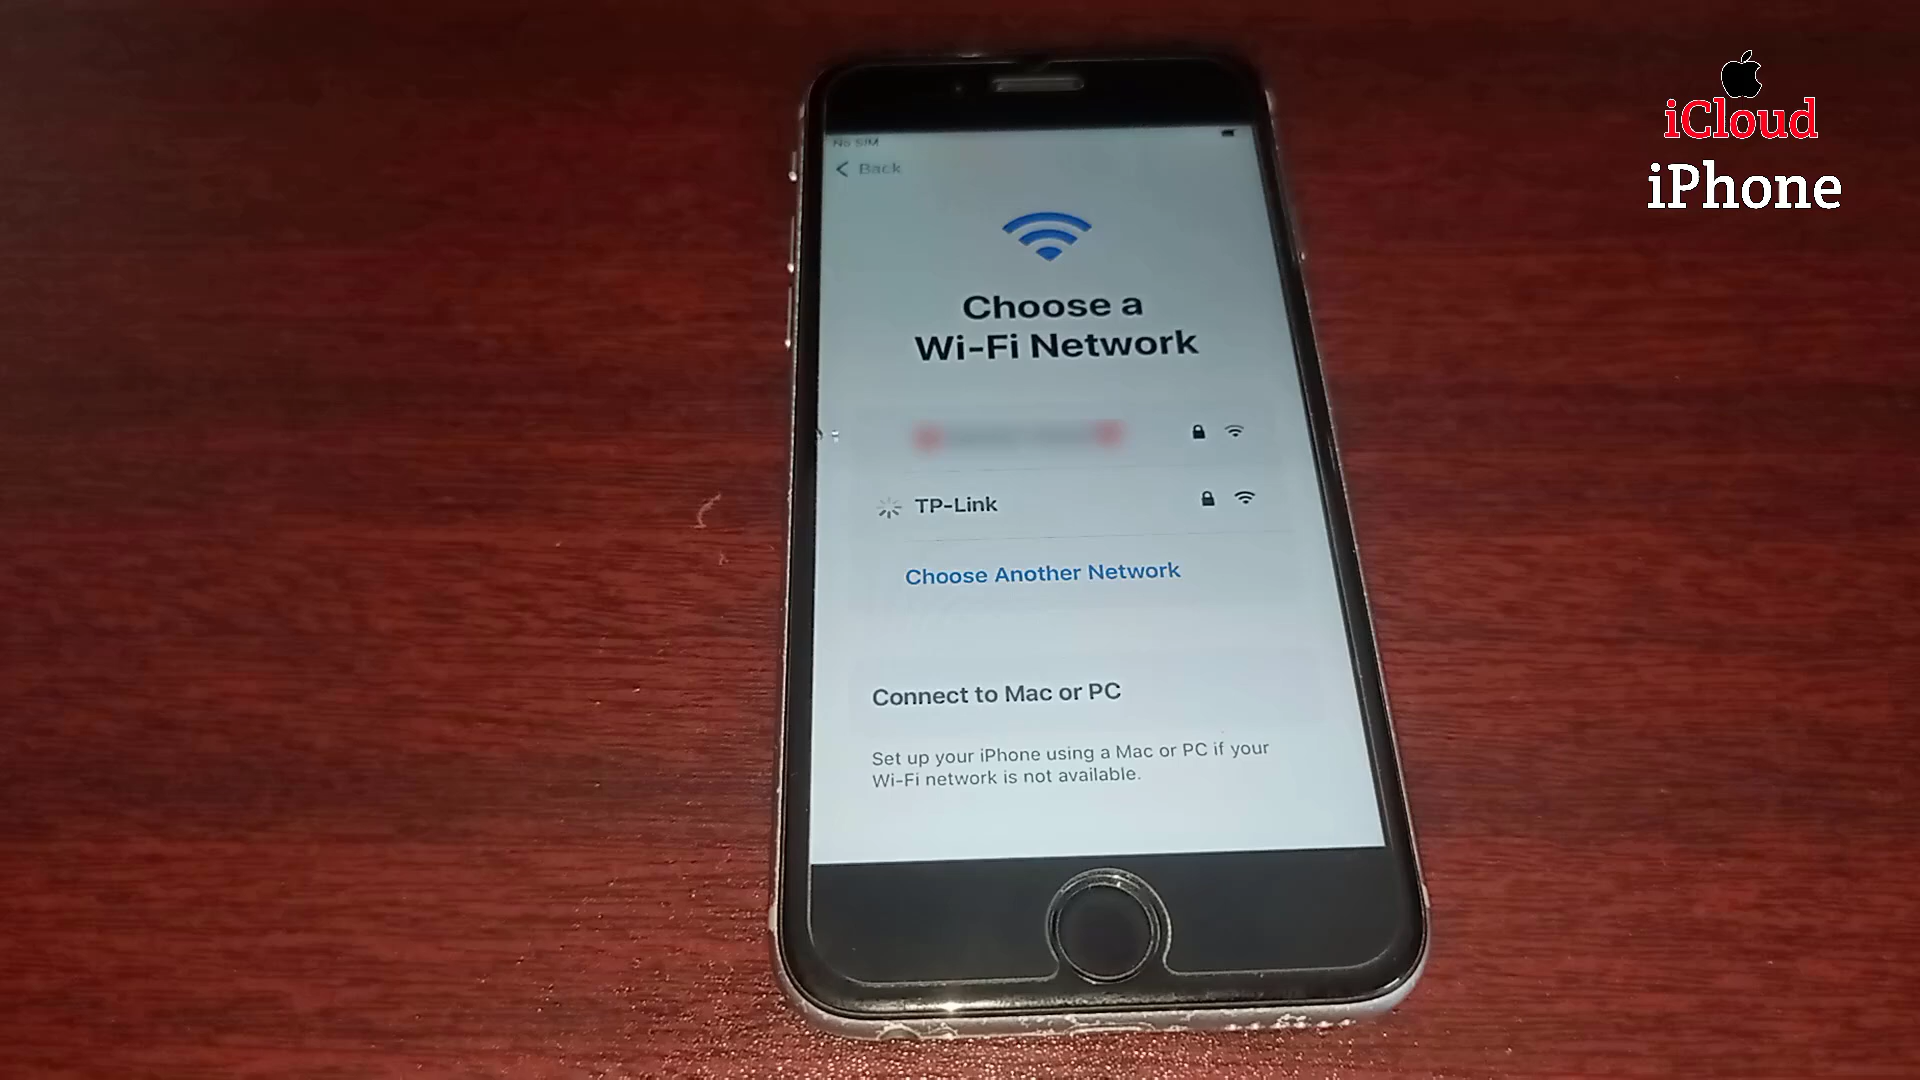 iCloud
iPhone
No SIM
Back
Choose a
Wi-Fi Network
TP-Link
Choose Another Network
Connect to Mac or PC
Set up your iPhone using a Mac or PC if your
Wi-Fi network is not available.